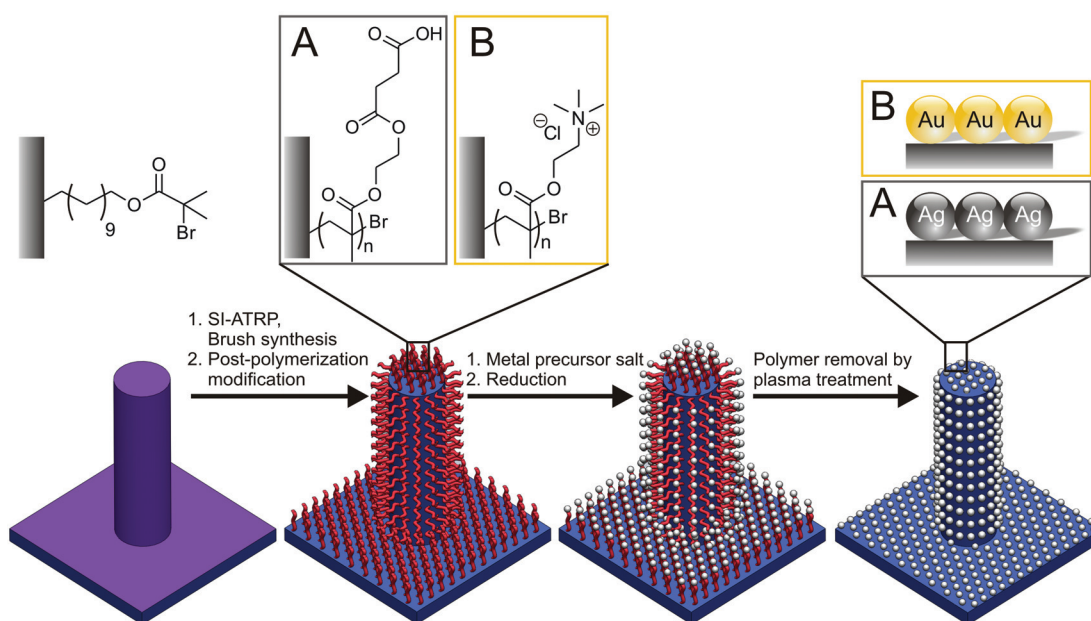 A
B
O
OH
O
O
O
O
O
Br
n
⊖Cl
N
⊕
O
O
Br
n
O
O
Br
9
B
Au Au Au
A
Ag Ag Ag
1. SI-ATRP,
Brush synthesis
2. Post-polymerization
modification
1. Metal precursor salt
2. Reduction
Polymer removal by
plasma treatment